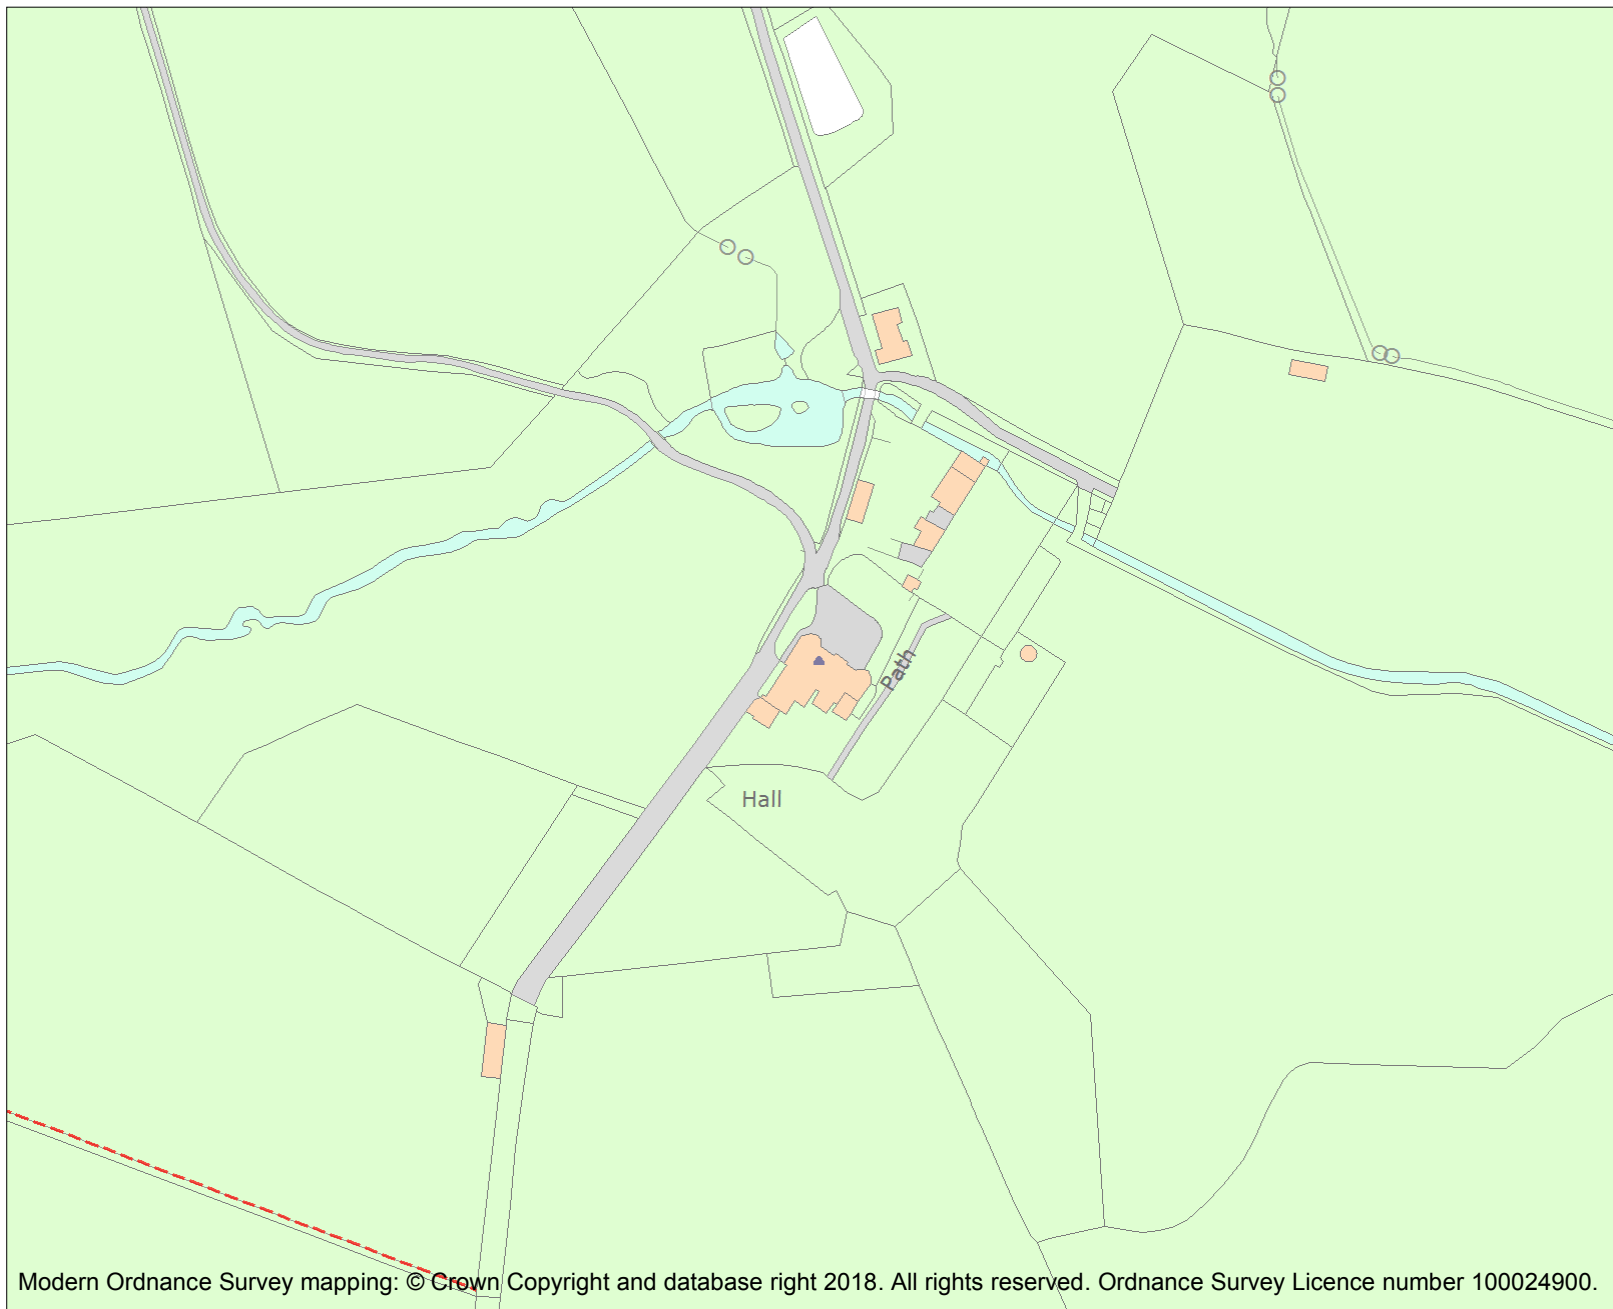 Path
Hall
Modern Ordnance Survey mapping: © Crown Copyright and database right 2018. All rights reserved. Ordnance Survey Licence number 100024900.